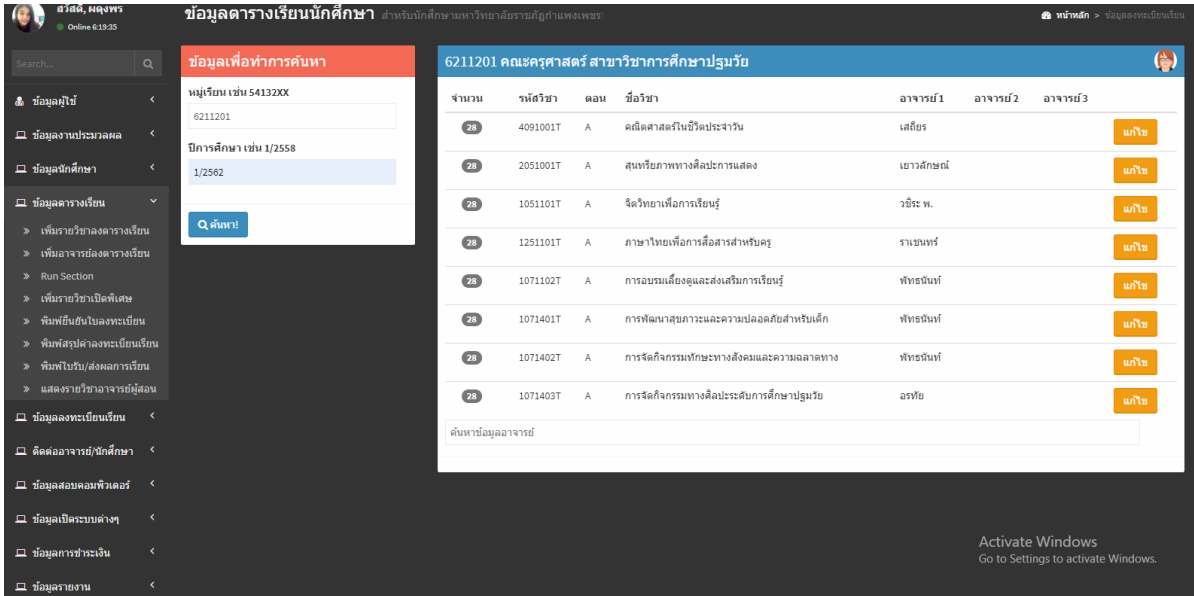 สวัสดี, ผดุงพร
Online 6:19:35
ข้อมูลตารางเรียนนักศึกษา สำหรับนักศึกษามหาวิทยาลัยราชภัฏกำแพงเพชร!
หน้าหลัก > ข้อมูลลงทะเบียนเรียน
Search...
ข้อมูลผู้ใช้
ข้อมูลงานประมวลผล
ข้อมูลนักศึกษา
ข้อมูลตารางเรียน
เพิ่มรายวิชาลงตารางเรียน
เพิ่มอาจารย์ลงตารางเรียน
Run Section
เพิ่มรายวิชาเปิดพิเศษ
พิมพ์ยืนยันใบลงทะเบียน
พิมพ์สรุปค่าลงทะเบียนเรียน
พิมพ์ใบรับ/ส่งผลการเรียน
แสดงรายวิชาอาจารย์ผู้สอน
ข้อมูลลงทะเบียนเรียน
ติดต่ออาจารย์/นักศึกษา
ข้อมูลสอบคอมพิวเตอร์
ข้อมูลเปิดระบบต่างๆ
ข้อมูลการชำระเงิน
ข้อมูลรายงาน
ข้อมูลเพื่อทำการค้นหา
หมู่เรียน เช่น 54132XX
6211201
ปีการศึกษา เช่น 1/2558
1/2562
ค้นหา!
6211201 คณะครุศาสตร์ สาขาวิชาการศึกษาปฐมวัย
จำนวน รหัสวิชา ตอน ชื่อวิชา อาจารย์1 อาจารย์2 อาจารย์3
28 4091001T A คณิตศาสตร์ในชีวิตประจำวัน เสถียร แก้ไข
28 2051001T A สุนทรียภาพทางศิลปะการแสดง เยาวลักษณ์ แก้ไข
28 1051101T A จิตวิทยาเพื่อการเรียนรู้ วชิระ พ. แก้ไข
28 1251101T A ภาษาไทยเพื่อการสื่อสารสำหรับครู ราเชนทร์ แก้ไข
28 1071102T A การอบรมเลี้ยงดูและส่งเสริมการเรียนรู้ พัทธนันท์ แก้ไข
28 1071401T A การพัฒนาสุขภาวะและความปลอดภัยสำหรับเด็ก พัทธนันท์ แก้ไข
28 1071402T A การจัดกิจกรรมทักษะทางสังคมและความฉลาดทาง พัทธนันท์ แก้ไข
28 1071403T A การจัดกิจกรรมทางศิลปะระดับการศึกษาปฐมวัย อรทัย แก้ไข
ค้นหาข้อมูลอาจารย์
Activate Windows
Go to Settings to activate Windows.